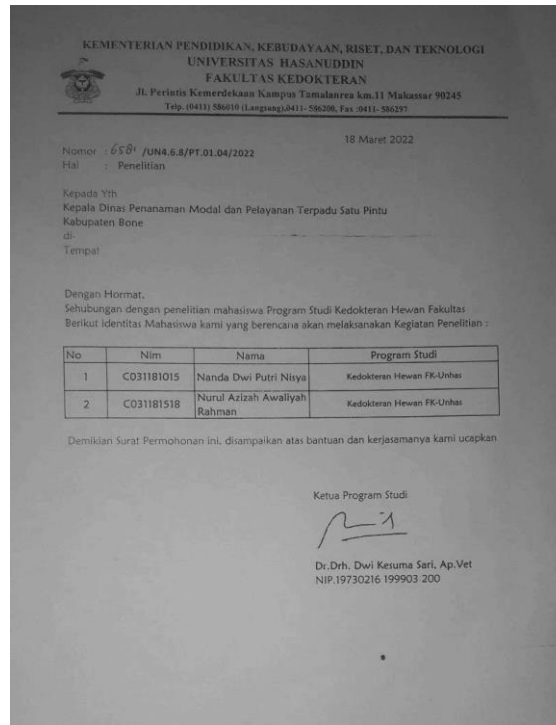 KEMENTERIAN PENDIDIKAN, KEBUDAYAAN, RISET, DAN TEKNOLOGI
UNIVERSITAS HASANUDDIN
FAKULTAS KEDOKTERAN
Jl. Perintis Kemerdekaan Kampus Tamalanrea km.11 Makassar 90245
Telp. (0411) 586010 (Langsung),0411- 586200, Fax :0411- 586297
18 Maret 2022
Nomor : /UN4.6.8/PT.01.04/2022
Hal : Penelitian
Kepada Yth
Kepala Dinas Penanaman Modal dan Pelayanan Terpadu Satu Pintu
Kabupaten Bone
di-
Tempat
Dengan Hormat,
Sehubungan dengan penelitian mahasiswa Program Studi Kedokteran Hewan Fakultas
Berikut identitas Mahasiswa kami yang berencana akan melaksanakan Kegiatan Penelitian :
No Nim Nama Program Studi
1 C031181015 Nanda Dwi Putri Nisya Kedokteran Hewan FK-Unhas
2 C031181518 Nurul Azizah Awaliyah Rahman Kedokteran Hewan FK-Unhas
Demikian Surat Permohonan ini, disampaikan atas bantuan dan kerjasamanya kami ucapkan
Ketua Program Studi
Dr.Drh. Dwi Kesuma Sari, Ap.Vet
NIP.19730216 199903 200